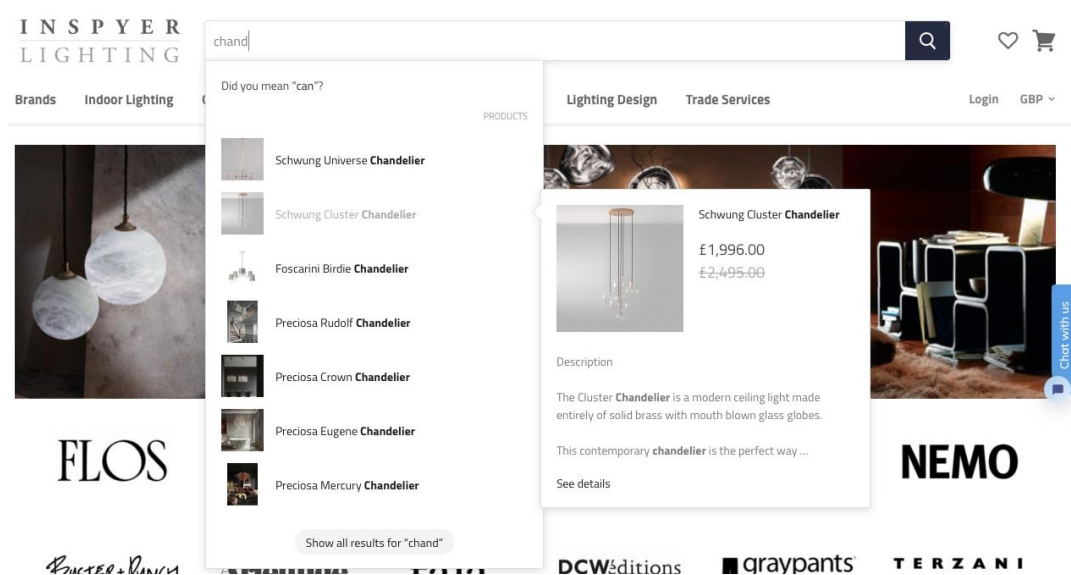 INSPYER
LIGHTING
chand
Brands
Indoor Lighting
Lighting Design
Trade Services
Login
GBP
Did you mean “can”?
PRODUCTS
Schwung Universe Chandelier
Schwung Cluster Chandelier
Foscarini Birdie Chandelier
Preciosa Rudolf Chandelier
Preciosa Crown Chandelier
Preciosa Eugene Chandelier
Preciosa Mercury Chandelier
Show all results for “chand”
Schwung Cluster Chandelier
£1,996.00
£2,495.00
Description
The Cluster Chandelier is a modern ceiling light made
entirely of solid brass with mouth blown glass globes.
This contemporary chandelier is the perfect way ...
See details
Chat with us
FLOS
NEMO
BUSTER + PUNCH
DCWéditions
graypants
TERZANI